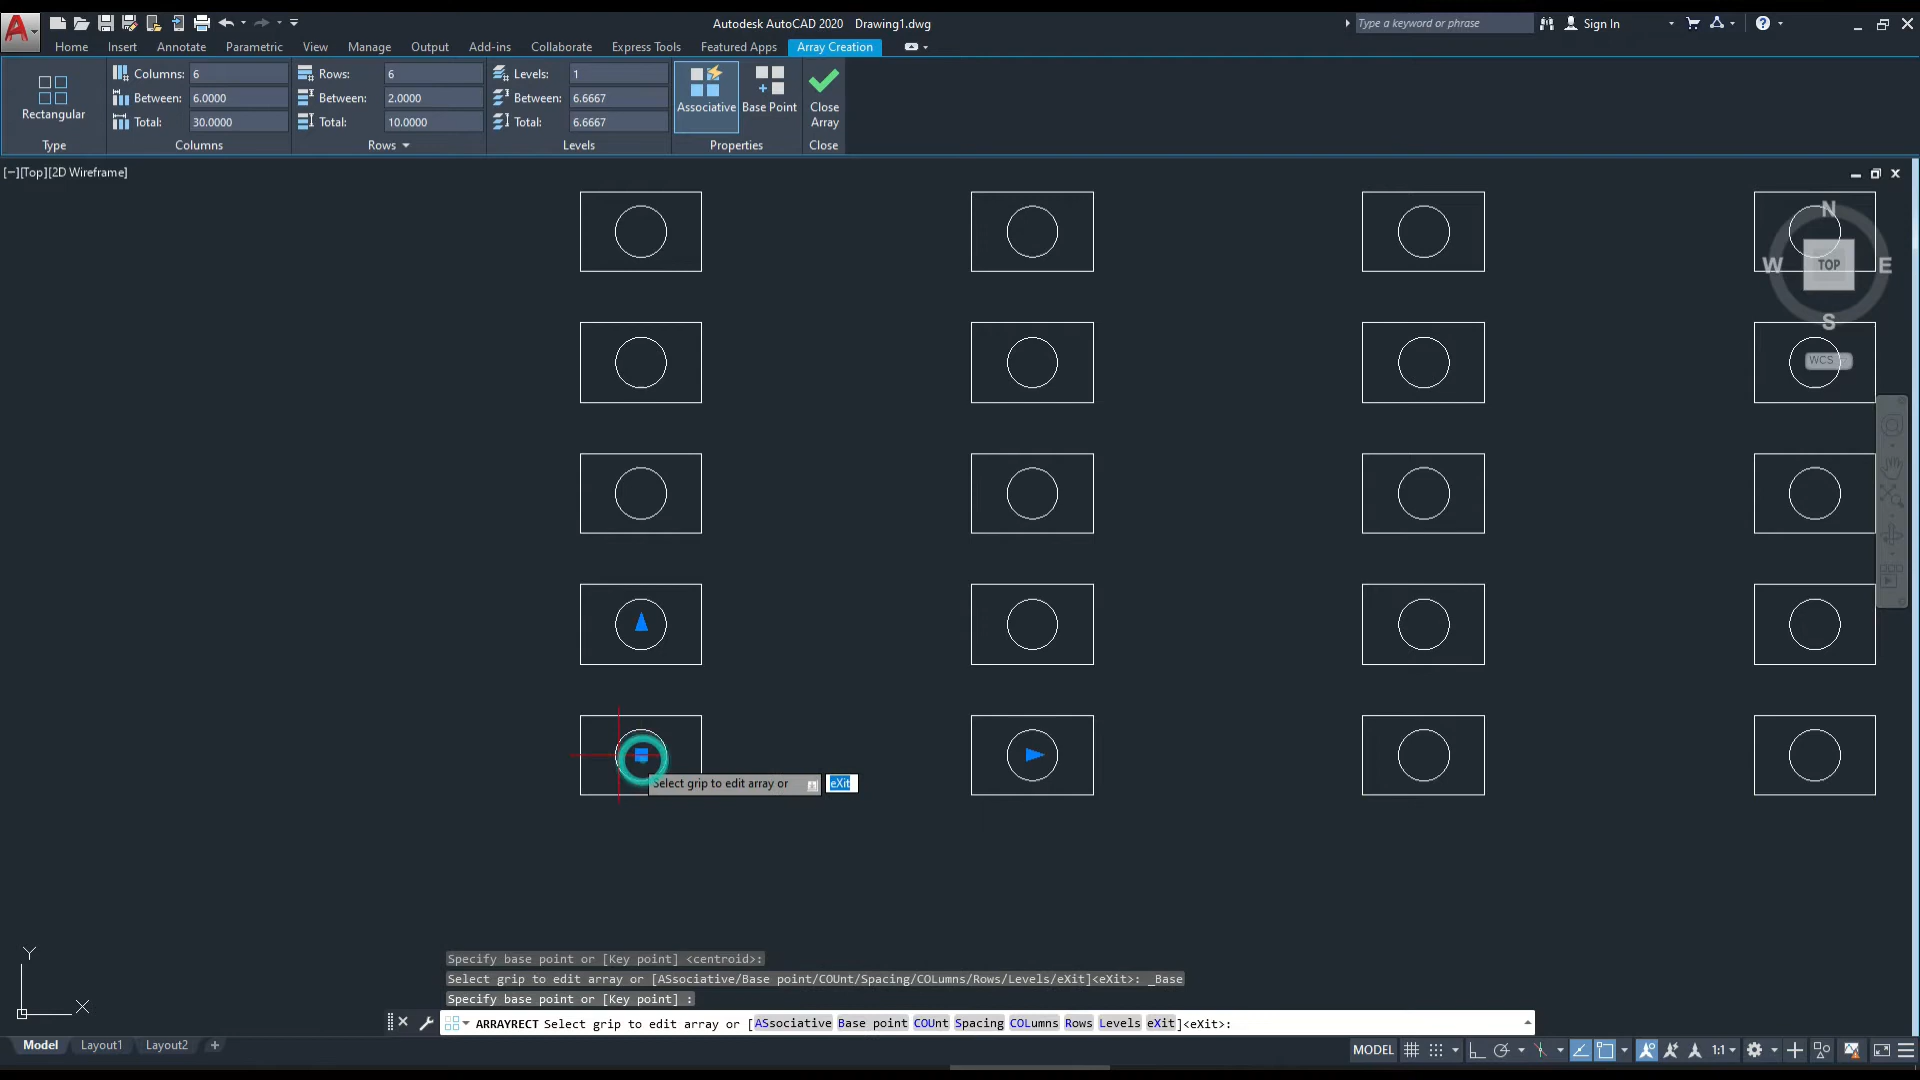 Autodesk AutoCAD 2020 Drawing1.dwg
Type a keyword or phrase
Sign In
Home Insert Annotate Parametric View Manage Output Add-ins Collaborate Express Tools Featured Apps Array Creation
Columns: 6 Rows: 6 Levels: 1
Between: 6.0000 Between: 2.0000 Between: 6.6667
Total: 30.0000 Total: 10.0000 Total: 6.6667
Rectangular
Associative
Base Point
Close
Array
Type Columns Rows Levels Properties Close
[−][Top][2D Wireframe]
N
W TOP E
S
WCS
Select grip to edit array or eXit
Y
X
Specify base point or [Key point] <centroid>:
Select grip to edit array or [ASsociative/Base point/COUnt/Spacing/COLumns/Rows/Levels/eXit]<eXit>: _Base
Specify base point or [Key point] :
ARRAYRECT Select grip to edit array or [ASsociative Base point COUnt Spacing COLumns Rows Levels eXit]<eXit>:
Model Layout1 Layout2 +
MODEL 1:1